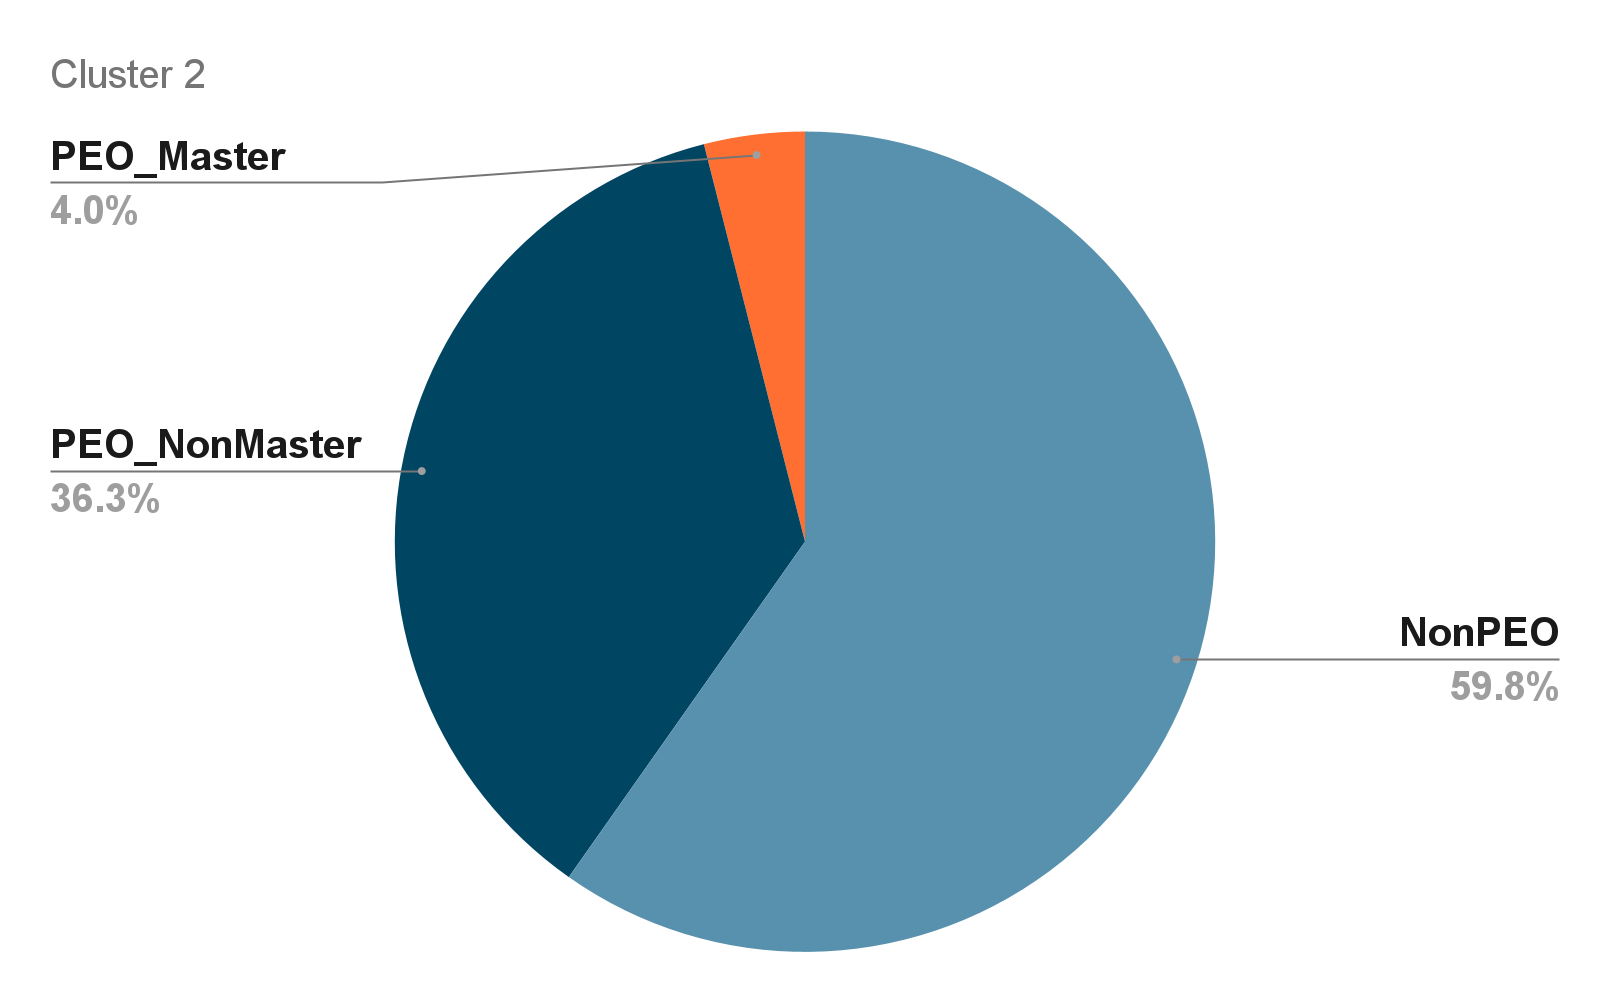 Cluster 2
PEO_Master
4.0%
PEO_NonMaster
36.3%
NonPEO
59.8%